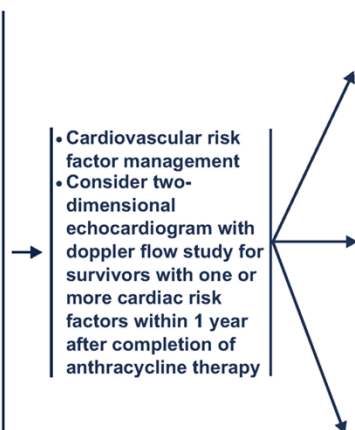 • Cardiovascular risk
factor management
• Consider two-
dimensional
echocardiogram with
doppler flow study for
survivors with one or
more cardiac risk
factors within 1 year
after completion of
anthracycline therapy